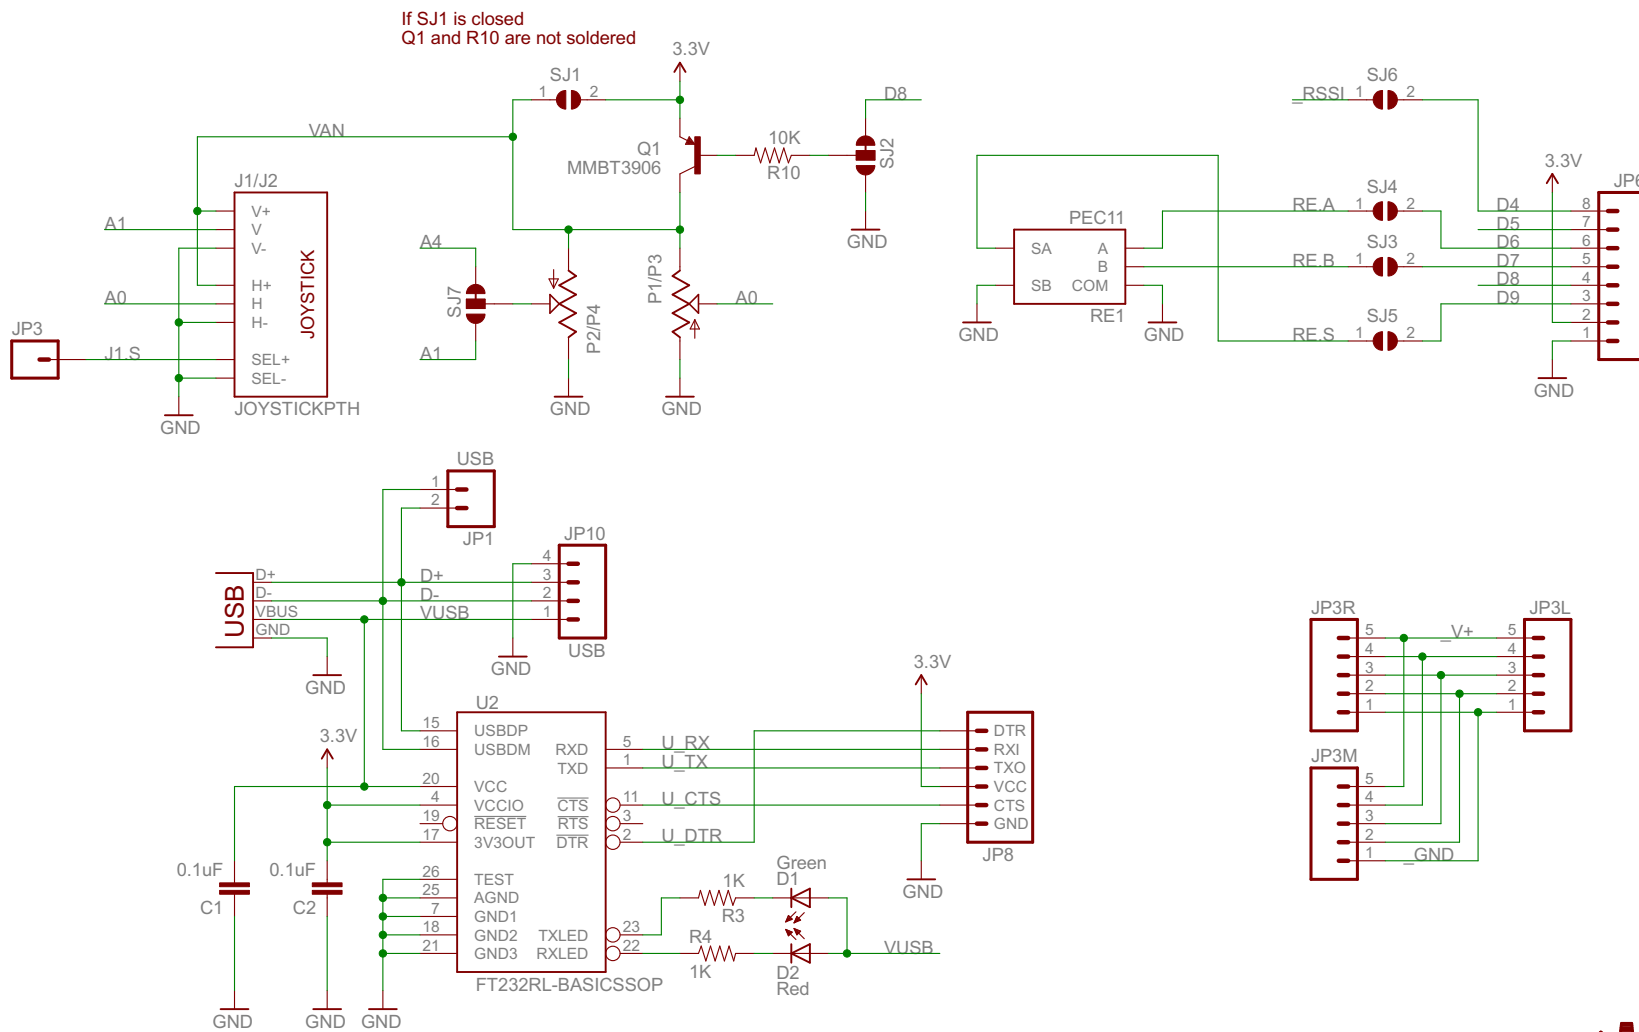 If SJ1 is closed
Q1 and R10 are not soldered
3.3V
SJ1
1 2
VAN
Q1
MMBT3906
10K
R10
D8
SJ2
GND
J1/J2
V+
V
V-
H+
H
H-
SEL+
SEL-
JOYSTICK
JOYSTICKPTH
A1
A0
JP3
J1.S
GND
A4
SJ7
A1
P2/P4
GND
P1/P3
A0
GND
SJ6
_RSSI 1 2
PEC11
SA A
B
SB COM
RE1
GND
GND
SJ4
RE.A 1 2
SJ3
RE.B 1 2
SJ5
RE.S 1 2
3.3V
JP6
D4 8
D5 7
D6 6
D7 5
D8 4
D9 3
2
1
GND
USB
1
2
JP1
JP10
4
3
2
1
USB
GND
USB
D+ D+
D- D-
VBUS VUSB
GND
GND
U2
15 USBDP
16 USBDM
20 VCC
4 VCCIO
19 RESET
17 3V3OUT
26 TEST
25 AGND
7 GND1
18 GND2
21 GND3
RXD 5 U_RX
TXD 1 U_TX
CTS 11 U_CTS
RTS 3
DTR 2 U_DTR
TXLED 23
RXLED 22
FT232RL-BASICSSOP
3.3V
0.1uF
C1
0.1uF
C2
GND
GND
GND
3.3V
DTR
RXI
TXO
VCC
CTS
GND
JP8
GND
1K
R3
Green
D1
R4
1K
D2
Red
VUSB
JP3R
5
4
3
2
1
_V+
JP3L
5
4
3
2
1
JP3M
5
4
3
2
1
_GND